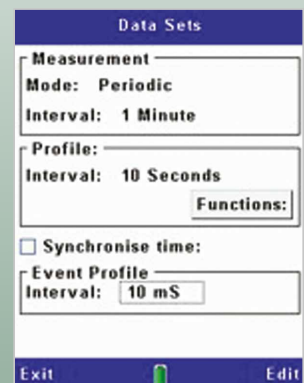 Data Sets
Measurement
Mode: Periodic
Interval: 1 Minute
Profile:
Interval: 10 Seconds
Functions:
Synchronise time:
Event Profile
Interval: 10 mS
Exit Edit